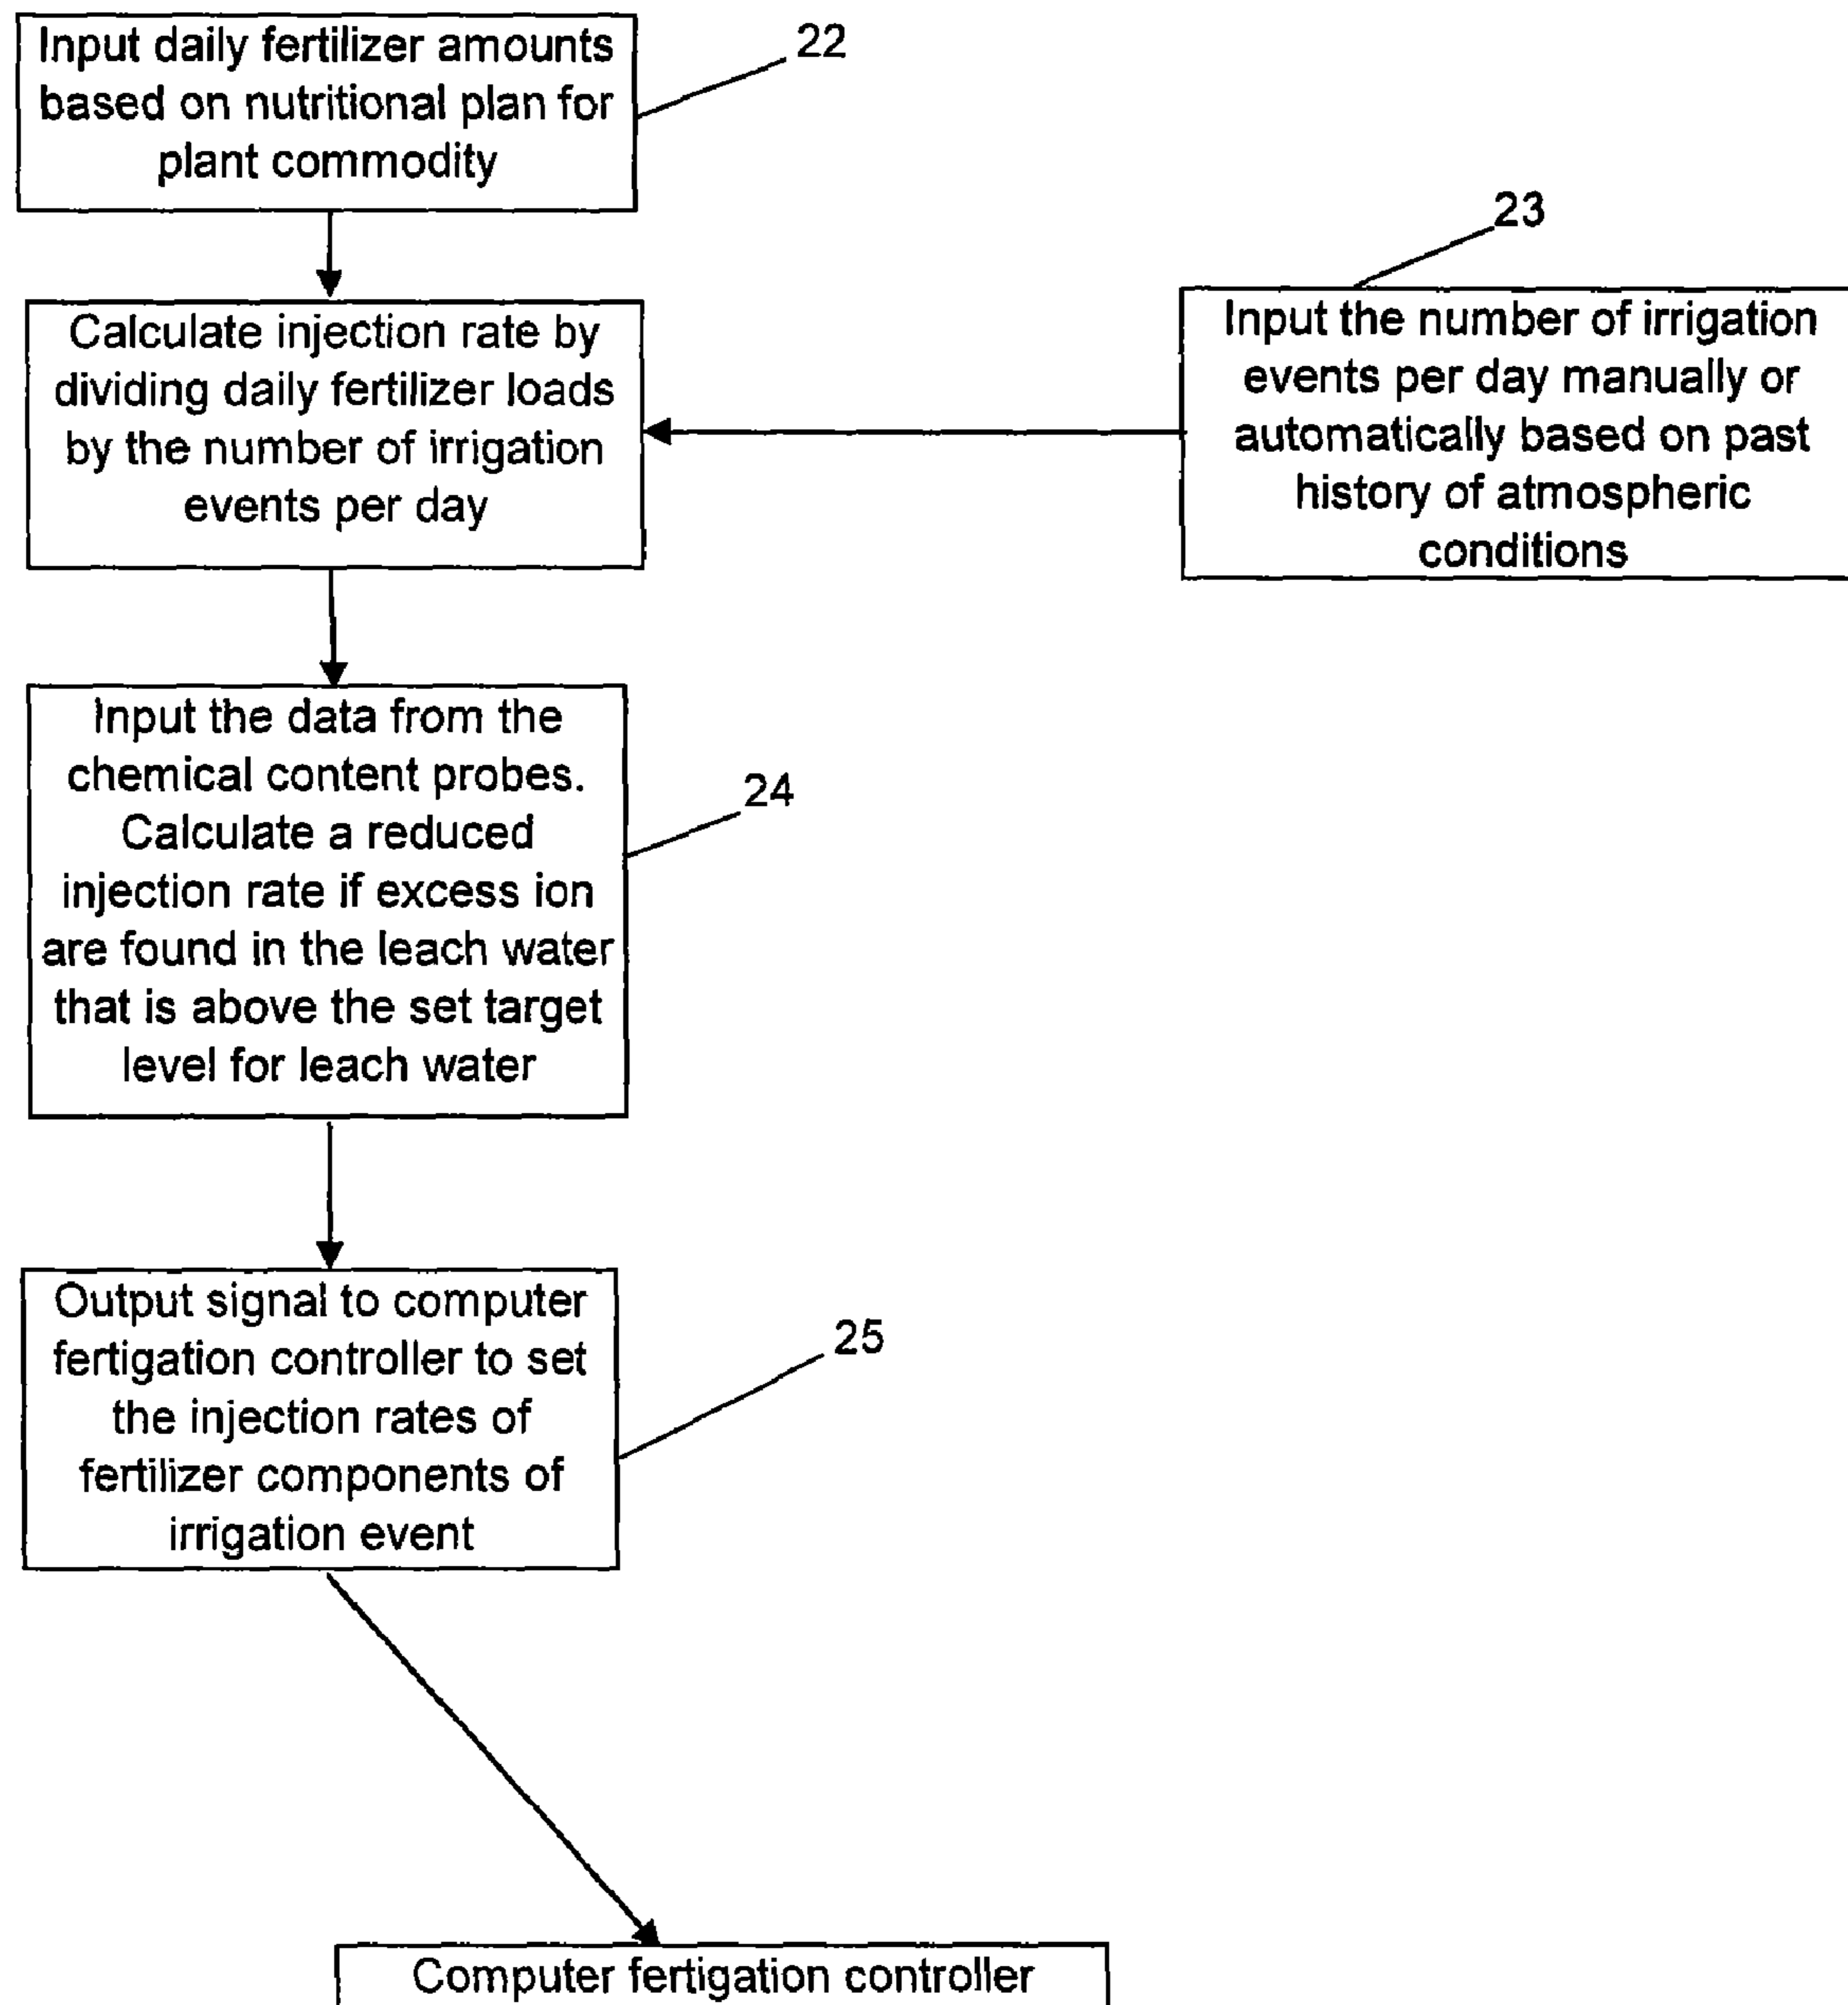 Input daily fertilizer amounts
based on nutritional plan for
plant commodity
22
23
Calculate injection rate by
dividing daily fertilizer loads
by the number of irrigation
events per day
Input the number of irrigation
events per day manually or
automatically based on past
history of atmospheric
conditions
Input the data from the
chemical content probes.
Calculate a reduced
injection rate if excess ion
are found in the leach water
that is above the set target
level for leach water
24
Output signal to computer
fertigation controller to set
the injection rates of
fertilizer components of
irrigation event
25
Computer fertigation controller